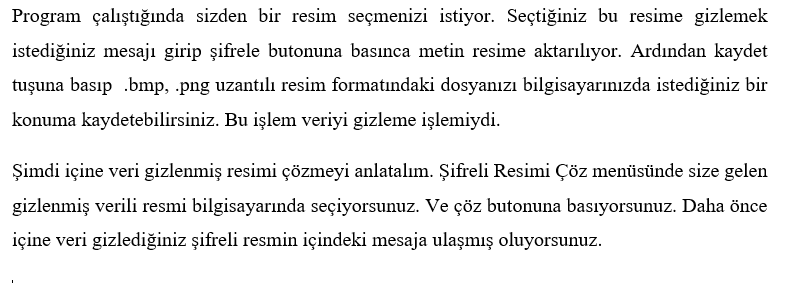 Program çalıştığında sizden bir resim seçmenizi istiyor. Seçtiğiniz bu resime gizlemek
istediğiniz mesajı girip şifrele butonuna basınca metin resime aktarılıyor. Ardından kaydet
tuşuna basıp  .bmp, .png uzantılı resim formatındaki dosyanızı bilgisayarınızda istediğiniz bir
konuma kaydetebilirsiniz. Bu işlem veriyi gizleme işlemiydi.
Şimdi içine veri gizlenmiş resimi çözmeyi anlatalım. Şifreli Resimi Çöz menüsünde size gelen
gizlenmiş verili resmi bilgisayarında seçiyorsunuz. Ve çöz butonuna basıyorsunuz. Daha önce
içine veri gizlediğiniz şifreli resmin içindeki mesaja ulaşmış oluyorsunuz.